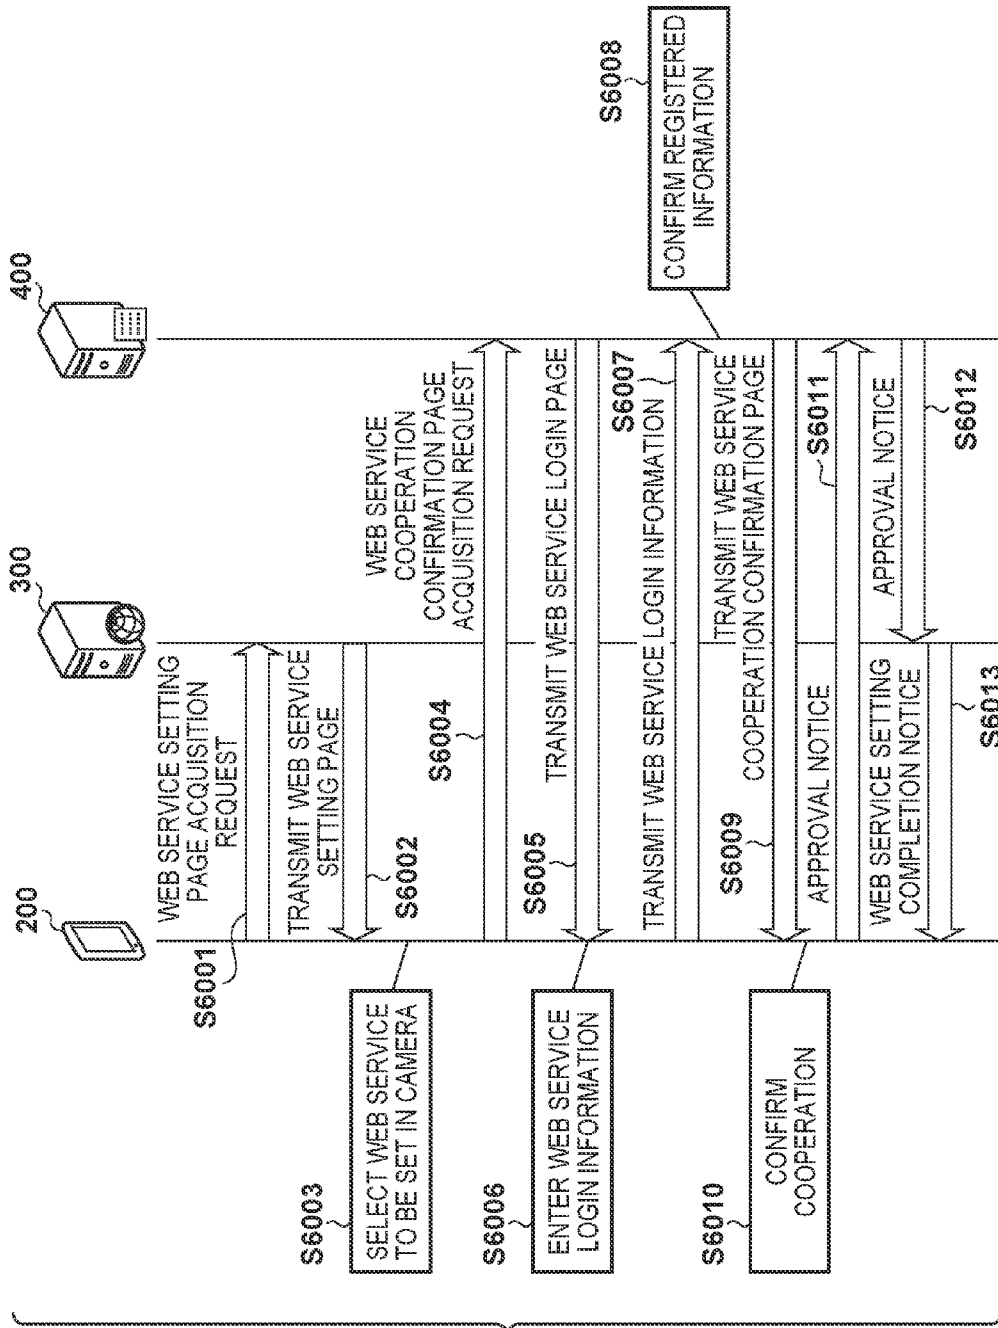 200
300
400
WEB SERVICE SETTING
PAGE ACQUISITION
REQUEST
S6001
TRANSMIT WEB SERVICE
SETTING PAGE
S6002
S6003
SELECT WEB SERVICE
TO BE SET IN CAMERA
WEB SERVICE
COOPERATION
CONFIRMATION PAGE
ACQUISITION REQUEST
S6004
TRANSMIT WEB SERVICE LOGIN PAGE
S6005
S6006
ENTER WEB SERVICE
LOGIN INFORMATION
TRANSMIT WEB SERVICE LOGIN INFORMATION
S6007
S6008
CONFIRM REGISTERED
INFORMATION
TRANSMIT WEB SERVICE
COOPERATION CONFIRMATION PAGE
S6009
S6010
CONFIRM
COOPERATION
APPROVAL NOTICE
S6011
APPROVAL NOTICE
S6012
WEB SERVICE SETTING
COMPLETION NOTICE
S6013